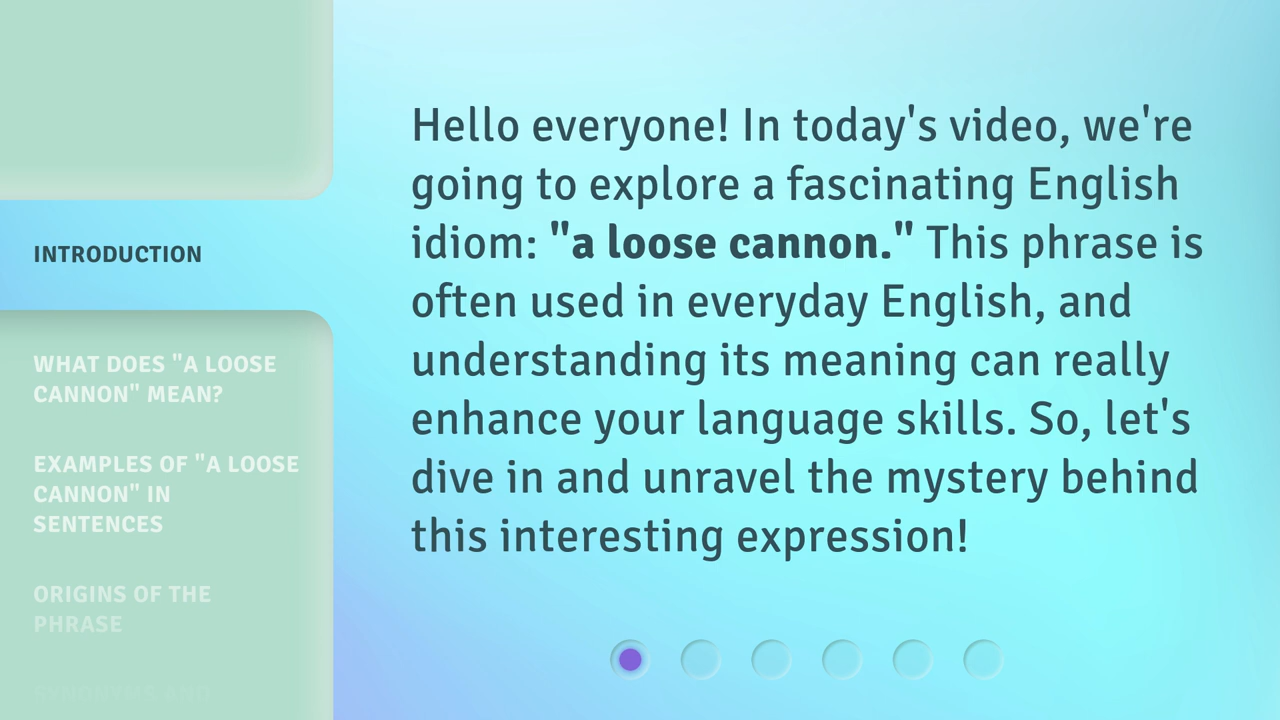 INTRODUCTION
WHAT DOES "A LOOSE
CANNON" MEAN?
EXAMPLES OF "A LOOSE
CANNON" IN
SENTENCES
ORIGINS OF THE
PHRASE
SYNONYMS AND
Hello everyone! In today's video, we're
going to explore a fascinating English
idiom: "a loose cannon." This phrase is
often used in everyday English, and
understanding its meaning can really
enhance your language skills. So, let's
dive in and unravel the mystery behind
this interesting expression!